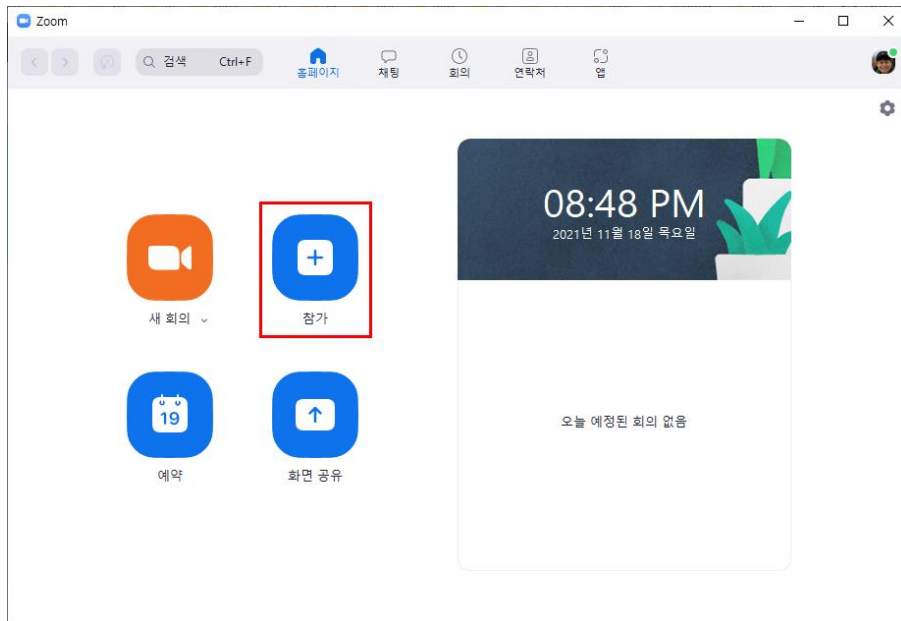 Zoom
검색 Ctrl+F
홈페이지
채팅
회의
연락처
앱
08:48 PM
2021년 11월 18일 목요일
새 회의
참가
19
예약
화면 공유
오늘 예정된 회의 없음